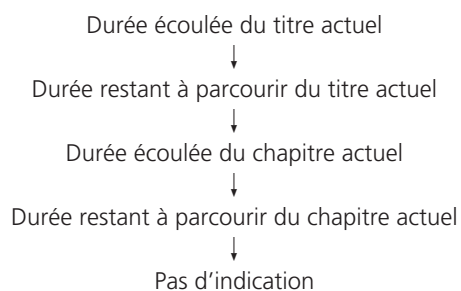 Durée écoulée du titre actuel
Durée restant à parcourir du titre actuel
Durée écoulée du chapitre actuel
Durée restant à parcourir du chapitre actuel
Pas d'indication